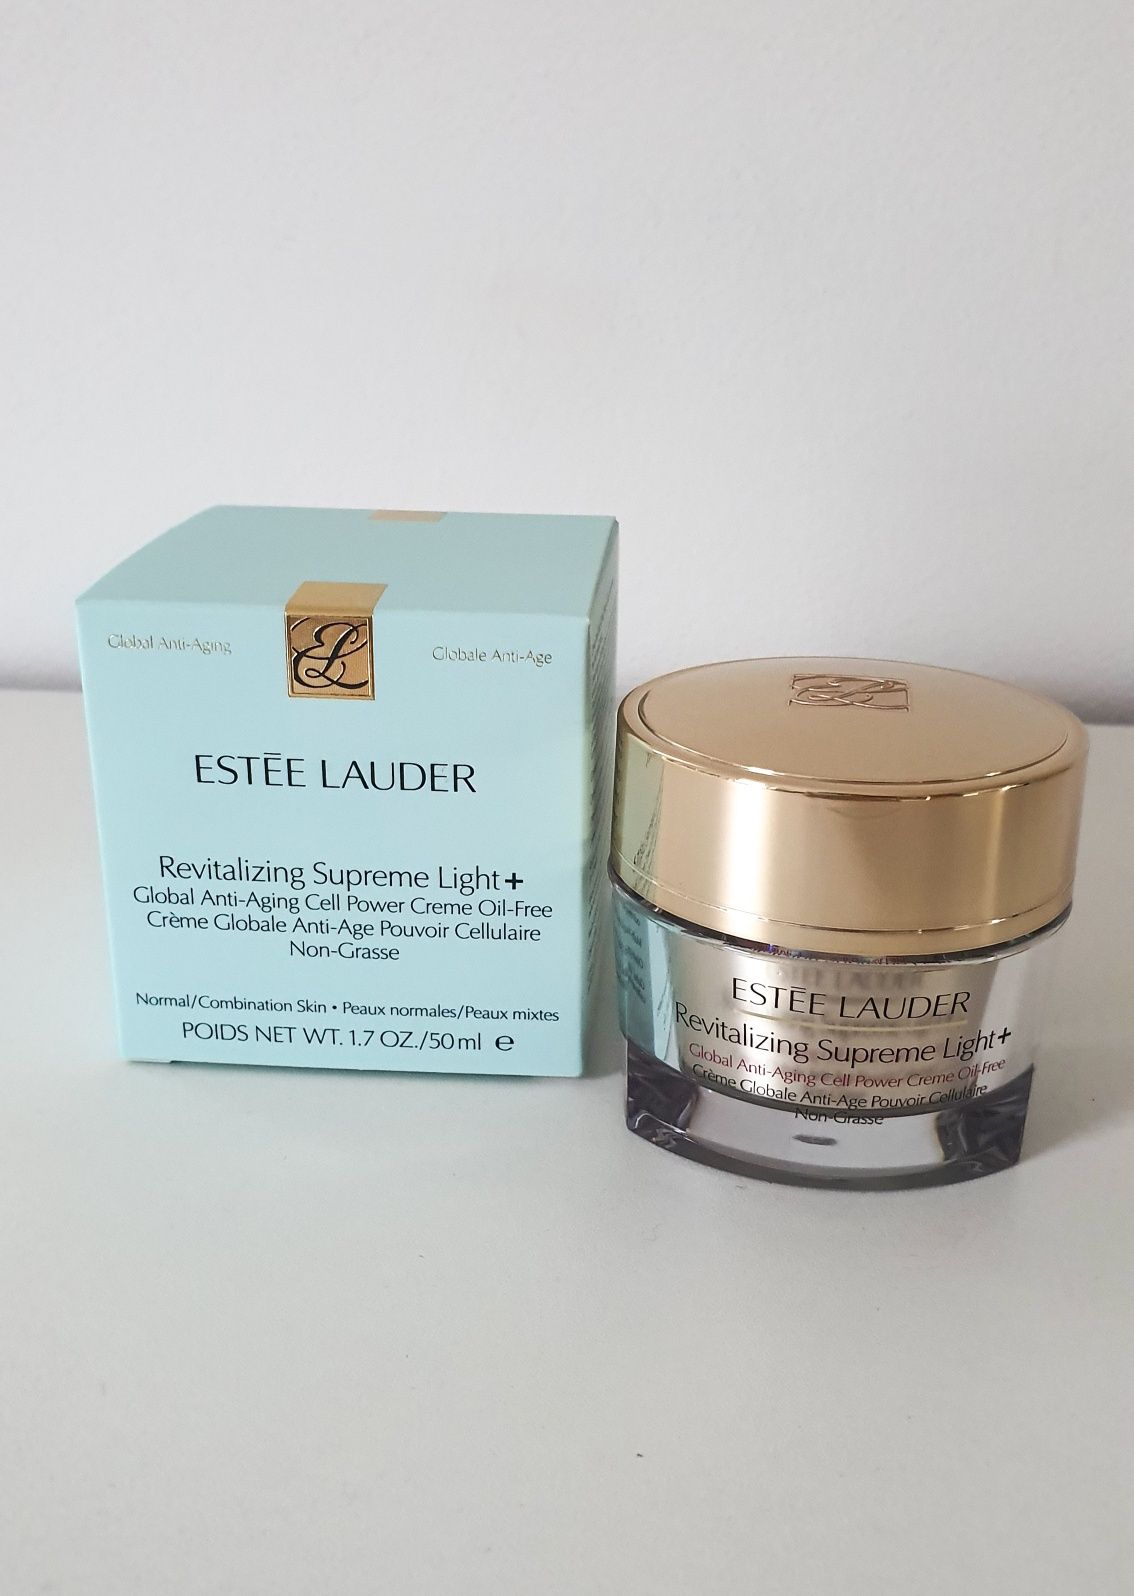 Global Anti-Aging
Globale Anti-Age
ESTĒE LAUDER
Revitalizing Supreme Light+
Global Anti-Aging Cell Power Creme Oil-Free
Crème Globale Anti-Age Pouvoir Cellulaire
Non-Grasse
Normal/Combination Skin • Peaux normales/Peaux mixtes
POIDS NET WT. 1.7 OZ./50 ml ℮
ESTĒE LAUDER
Revitalizing Supreme Light+
Global Anti-Aging Cell Power Creme Oil-Free
Crème Globale Anti-Age Pouvoir Cellulaire
Non-Grasse